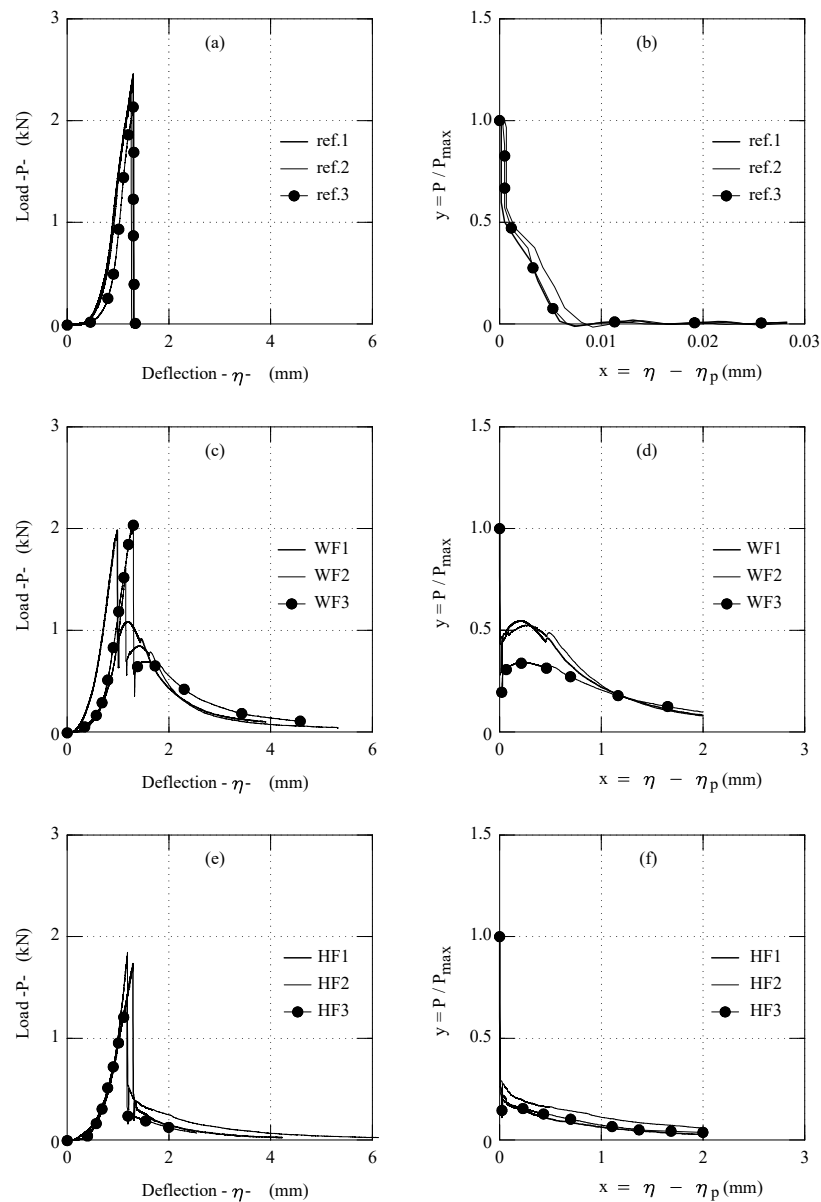 (a)
3
2
1
0
Load -P- (kN)
ref.1
ref.2
ref.3
0 2 4 6
Deflection - η- (mm)
(b)
1.5
1.0
0.5
0
y = P / Pmax
ref.1
ref.2
ref.3
0 0.01 0.02 0.03
x = η − ηp (mm)
(c)
3
2
1
0
Load -P- (kN)
WF1
WF2
WF3
0 2 4 6
Deflection - η- (mm)
(d)
1.5
1.0
0.5
0
y = P / Pmax
WF1
WF2
WF3
0 1 2 3
x = η − ηp (mm)
(e)
3
2
1
0
Load -P- (kN)
HF1
HF2
HF3
0 2 4 6
Deflection - η- (mm)
(f)
1.5
1.0
0.5
0
y = P / Pmax
HF1
HF2
HF3
0 1 2 3
x = η − ηp (mm)